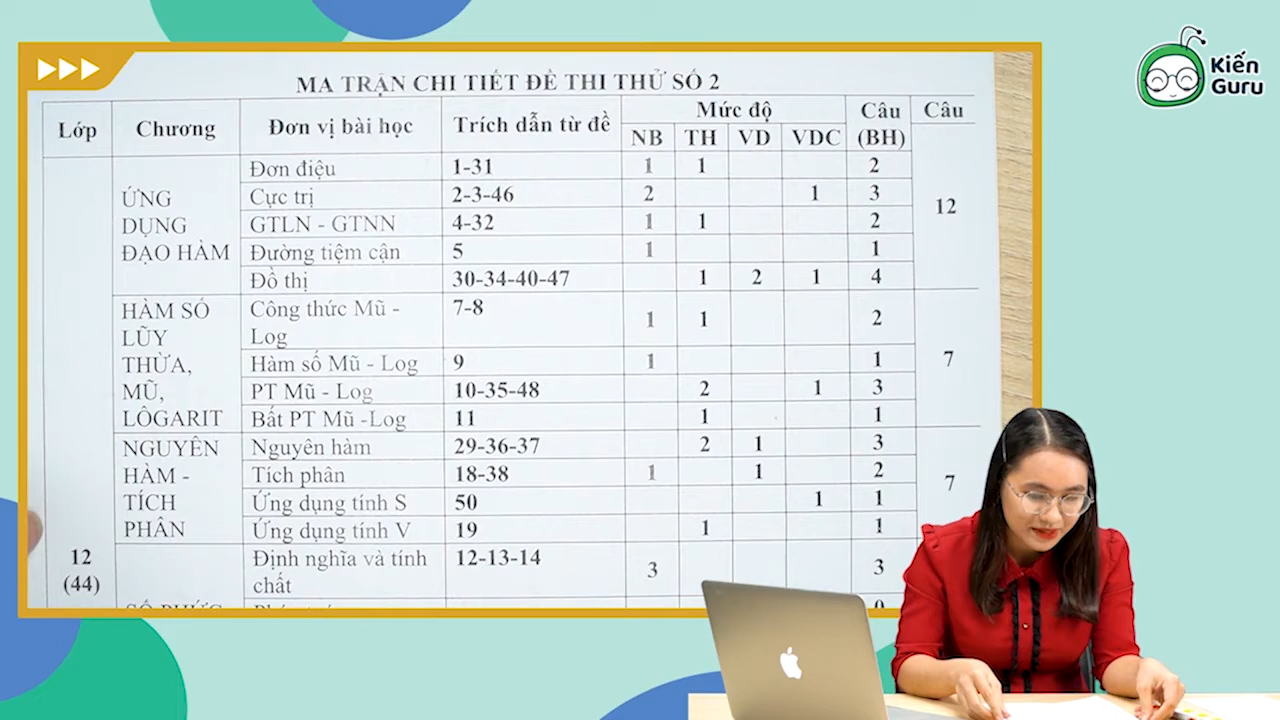 Kiến
Guru
MA TRẬN CHI TIẾT ĐỀ THI THỬ SỐ 2
Lớp Chương Đơn vị bài học Trích dẫn từ đề Mức độ Câu (BH) Câu
NB TH VD VDC
ỨNG DỤNG ĐẠO HÀM
Đơn điệu 1-31 1 1 2
Cực trị 2-3-46 2 1 3
12
GTLN - GTNN 4-32 1 1 2
Đường tiệm cận 5 1 1
Đồ thị 30-34-40-47 1 2 1 4
HÀM SỐ LŨY THỪA, MŨ, LÔGARIT
Công thức Mũ - Log 7-8 1 1 2
7
Hàm số Mũ - Log 9 1 1
PT Mũ - Log 10-35-48 2 1 3
Bất PT Mũ -Log 11 1 1
NGUYÊN HÀM - TÍCH PHÂN
Nguyên hàm 29-36-37 2 1 3
Tích phân 18-38 1 1 2
7
Ứng dụng tính S 50 1 1
Ứng dụng tính V 19 1 1
12
(44)
Định nghĩa và tính chất 12-13-14 3 3